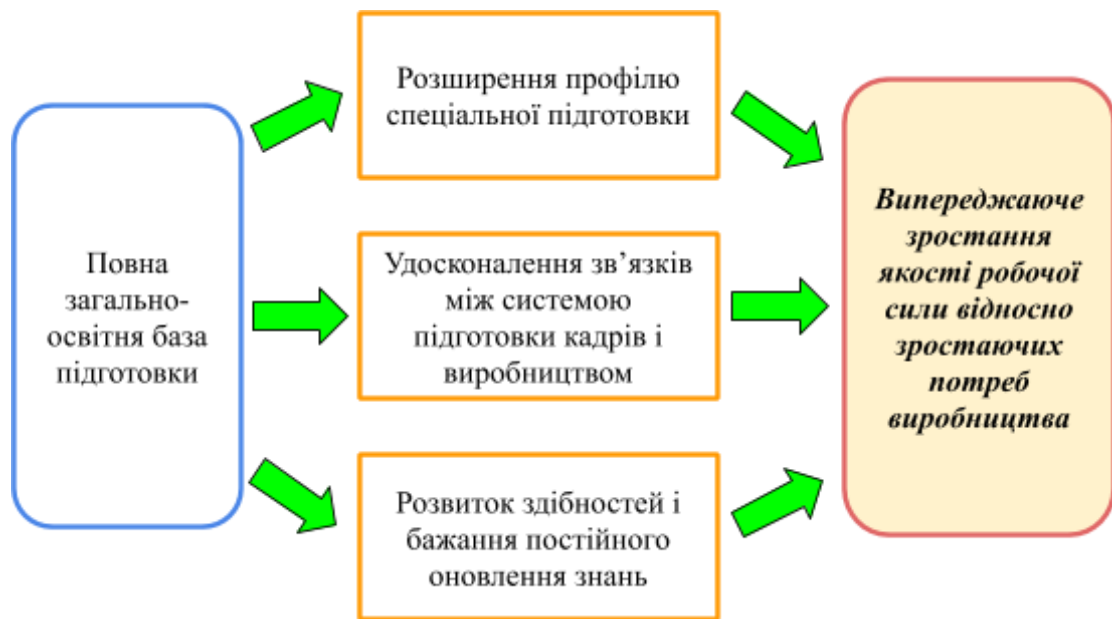 Повна
загально-
освітня база
підготовки
Розширення профілю
спеціальної підготовки
Удосконалення зв’язків
між системою
підготовки кадрів і
виробництвом
Розвиток здібностей і
бажання постійного
оновлення знань
Випереджаюче
зростання
якості робочої
сили відносно
зростаючих
потреб
виробництва